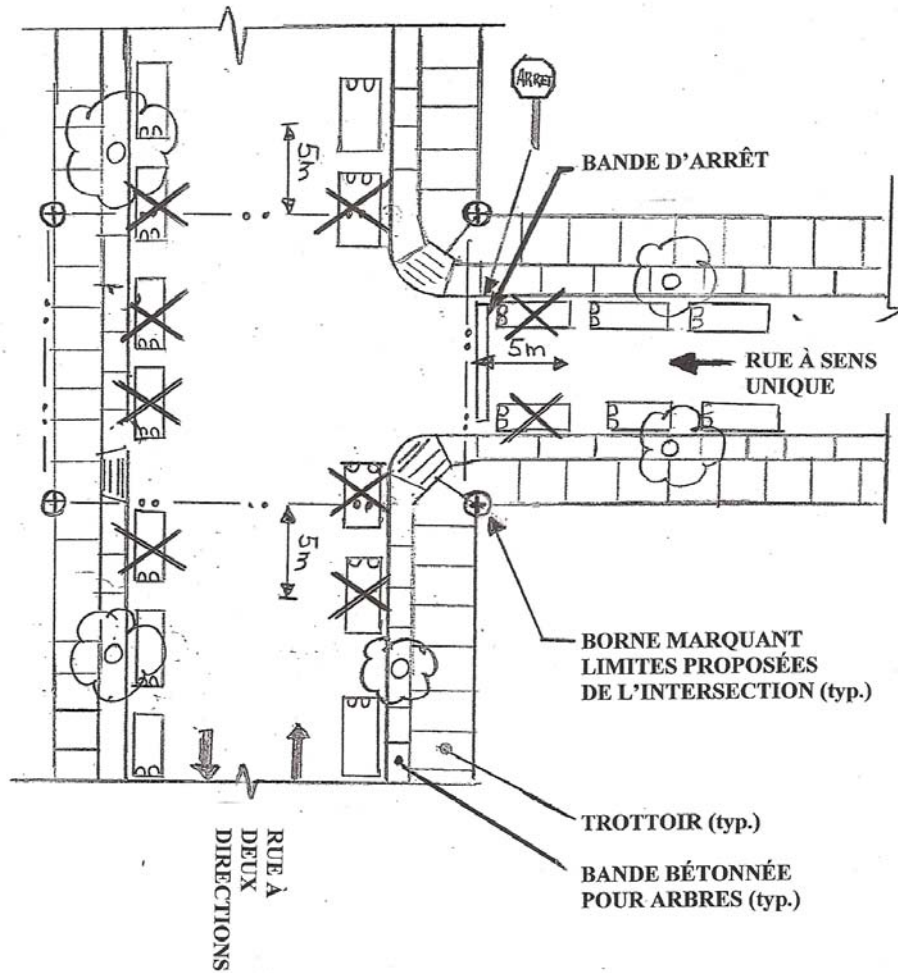 ARRET
5m
BANDE D'ARRÊT
5m
RUE À SENS
UNIQUE
5m
BORNE MARQUANT
LIMITES PROPOSÉES
DE L'INTERSECTION (typ.)
TROTTOIR (typ.)
RUE À
DEUX
DIRECTIONS
BANDE BÉTONNÉE
POUR ARBRES (typ.)